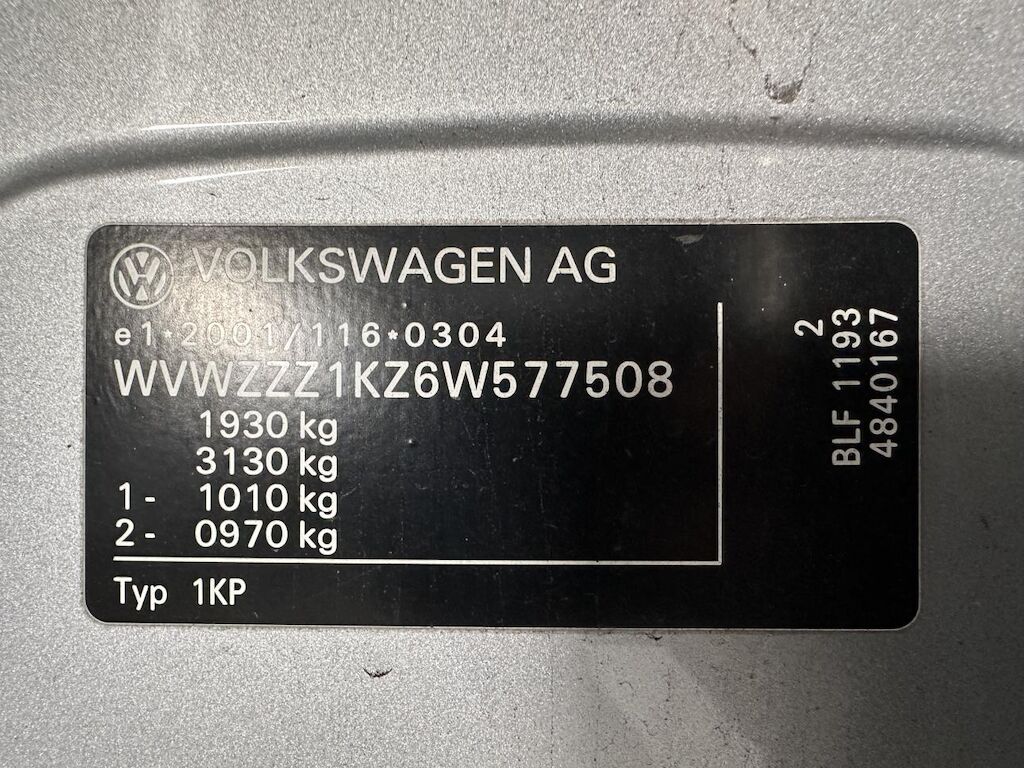 VOLKSWAGEN AG
e1*2001/116*0304
WVWZZZ1KZ6W577508
1930 kg
3130 kg
1- 1010 kg
2- 0970 kg
Typ 1KP
2
BLF 1193
4840167